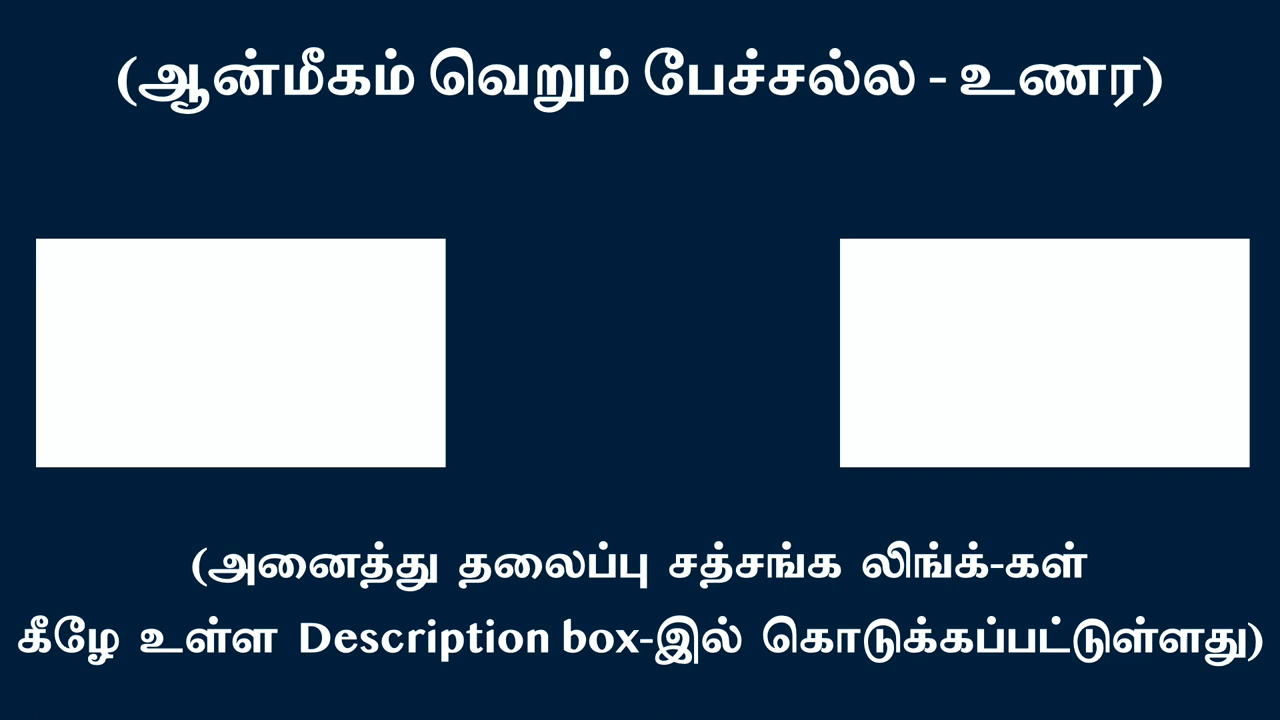 (ஆன்மீகம் வெறும் பேச்சல்ல - உணர)
(அனைத்து தலைப்பு சத்சங்க லிங்க்-கள்
கீழே உள்ள Description box-இல் கொடுக்கப்பட்டுள்ளது)